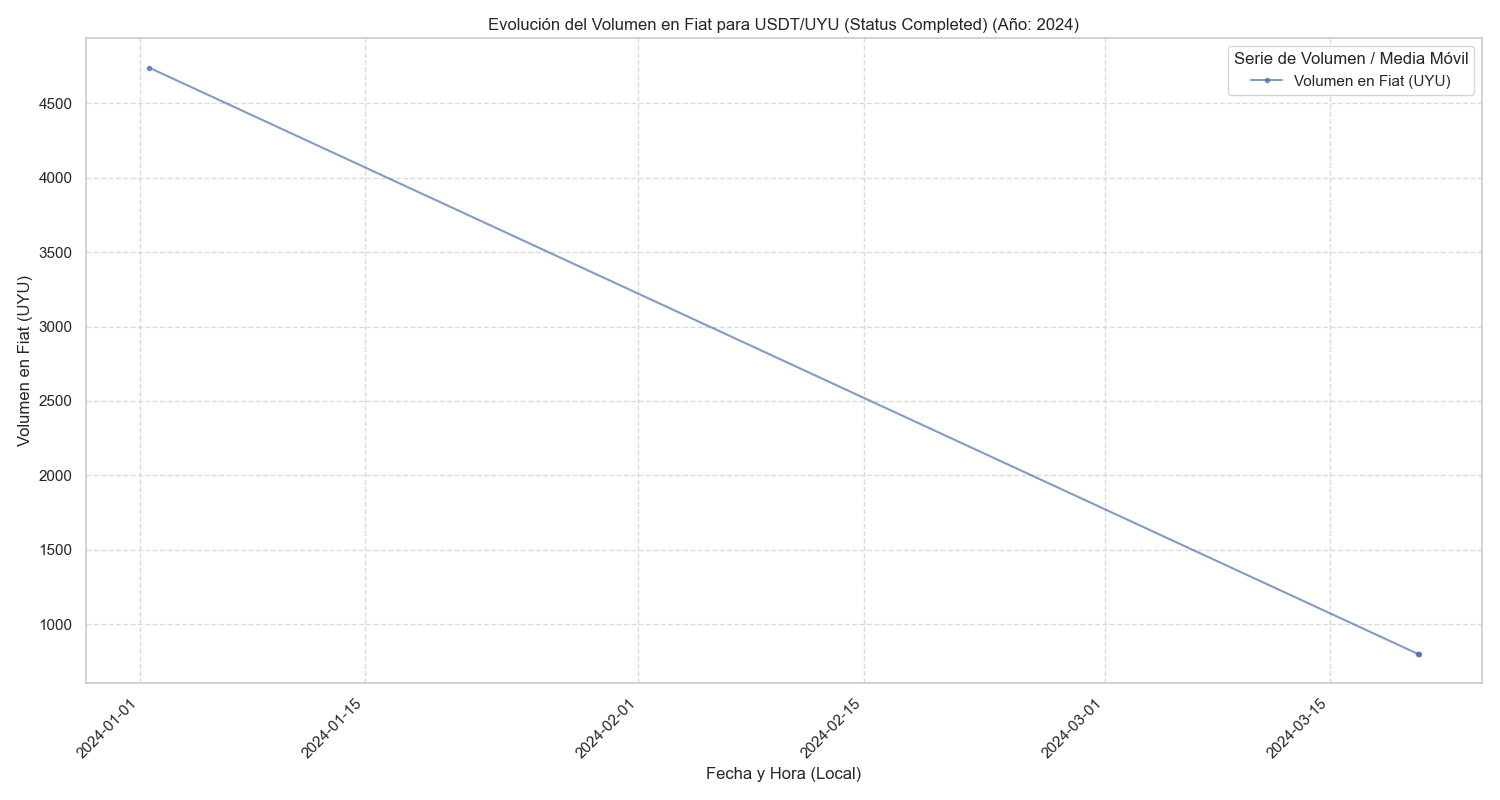 Evolución del Volumen en Fiat para USDT/UYU (Status Completed) (Año: 2024)
Serie de Volumen / Media Móvil
Volumen en Fiat (UYU)
Volumen en Fiat (UYU)
4500
4000
3500
3000
2500
2000
1500
1000
2024-01-01
2024-01-15
2024-02-01
2024-02-15
2024-03-01
2024-03-15
Fecha y Hora (Local)